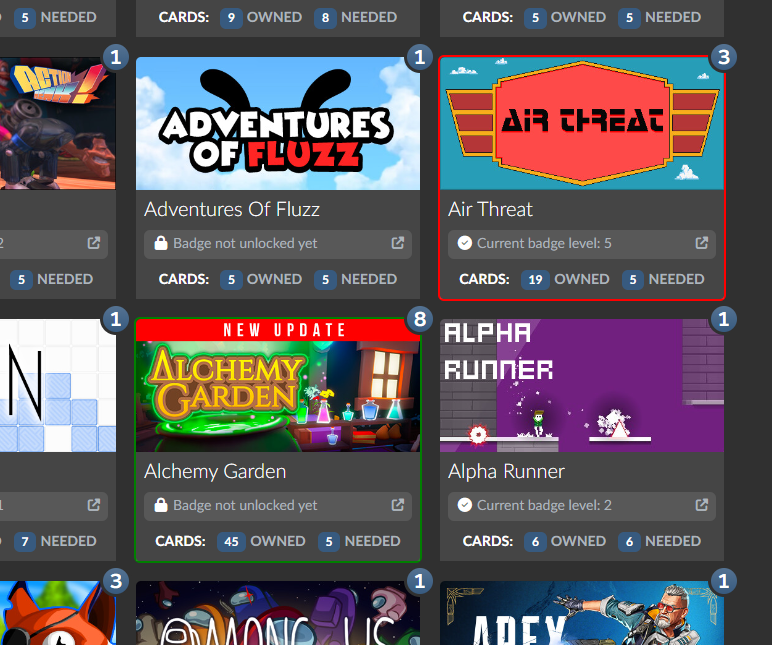 5 NEEDED
CARDS: 9 OWNED 8 NEEDED
5 OWNED 5 NEEDED
1
1
3
ACTION
ADVENTURES
OF FLUZZ
AIR THREAT
Adventures Of Fluzz
Air Threat
2
Badge not unlocked yet
Current badge level: 5
5 NEEDED
CARDS: 5 OWNED 5 NEEDED
CARDS: 19 OWNED 5 NEEDED
1
8
1
N
NEW UPDATE
ALCHEMY
GARDEN
ALPHA
RUNNER
Alchemy Garden
Alpha Runner
1
Badge not unlocked yet
Current badge level: 2
7 NEEDED
CARDS: 45 OWNED 5 NEEDED
CARDS: 6 OWNED 6 NEEDED
3
1
1
AMONG US
APEX